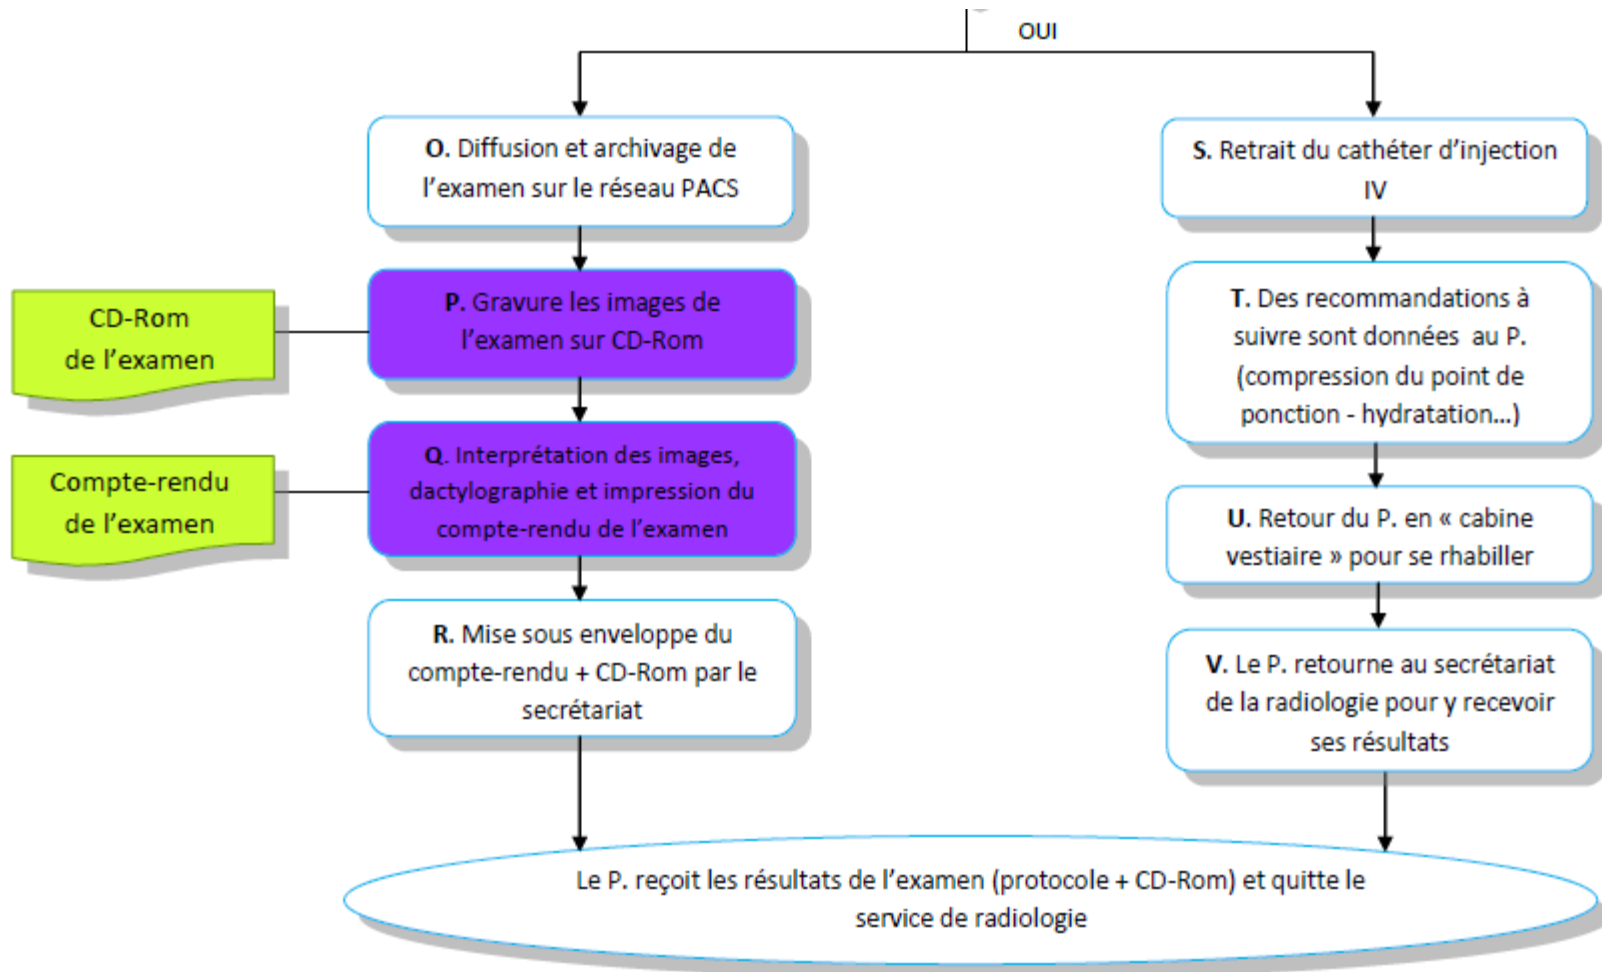 OUI
O. Diffusion et archivage de
l’examen sur le réseau PACS
CD-Rom
de l’examen
P. Gravure les images de
l’examen sur CD-Rom
Compte-rendu
de l’examen
Q. Interprétation des images,
dactylographie et impression du
compte-rendu de l’examen
R. Mise sous enveloppe du
compte-rendu + CD-Rom par le
secrétariat
S. Retrait du cathéter d’injection
IV
T. Des recommandations à
suivre sont données au P.
(compression du point de
ponction - hydratation...)
U. Retour du P. en « cabine
vestiaire » pour se rhabiller
V. Le P. retourne au secrétariat
de la radiologie pour y recevoir
ses résultats
Le P. reçoit les résultats de l’examen (protocole + CD-Rom) et quitte le
service de radiologie